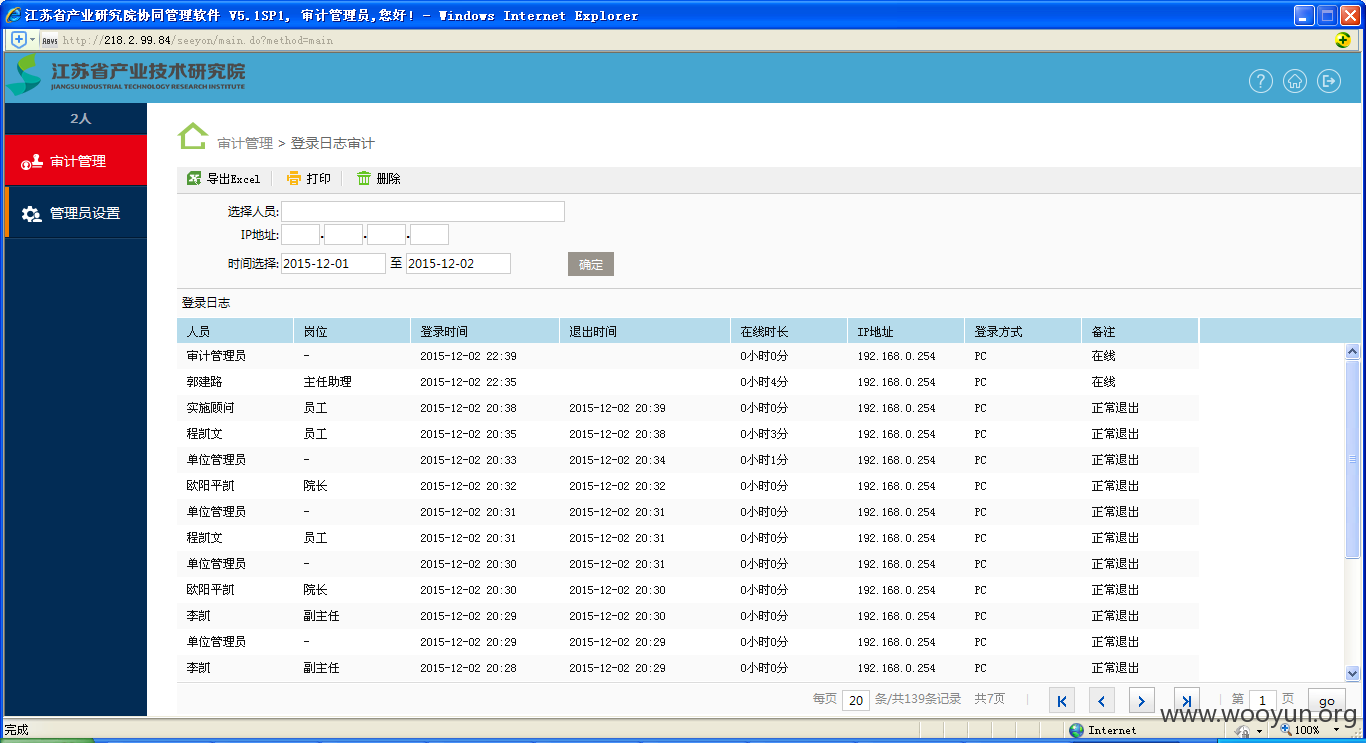 江苏省产业研究院协同管理软件 V5.1SP1, 审计管理员,您好! - Windows Internet Explorer
http://218.2.99.84/seeyon/main.do?method=main
江苏省产业技术研究院
JIANGSU INDUSTRIAL TECHNOLOGY RESEARCH INSTITUTE
2人
审计管理
管理员设置
审计管理 > 登录日志审计
导出Excel 打印 删除
选择人员:
IP地址: . . .
时间选择: 2015-12-01 至 2015-12-02 确定
登录日志
人员 岗位 登录时间 退出时间 在线时长 IP地址 登录方式 备注
审计管理员 - 2015-12-02 22:39 0小时0分 192.168.0.254 PC 在线
郭建路 主任助理 2015-12-02 22:35 0小时4分 192.168.0.254 PC 在线
实施顾问 员工 2015-12-02 20:38 2015-12-02 20:39 0小时0分 192.168.0.254 PC 正常退出
程凯文 员工 2015-12-02 20:35 2015-12-02 20:38 0小时3分 192.168.0.254 PC 正常退出
单位管理员 - 2015-12-02 20:33 2015-12-02 20:34 0小时1分 192.168.0.254 PC 正常退出
欧阳平凯 院长 2015-12-02 20:32 2015-12-02 20:32 0小时0分 192.168.0.254 PC 正常退出
单位管理员 - 2015-12-02 20:31 2015-12-02 20:31 0小时0分 192.168.0.254 PC 正常退出
程凯文 员工 2015-12-02 20:31 2015-12-02 20:31 0小时0分 192.168.0.254 PC 正常退出
单位管理员 - 2015-12-02 20:30 2015-12-02 20:31 0小时0分 192.168.0.254 PC 正常退出
欧阳平凯 院长 2015-12-02 20:30 2015-12-02 20:30 0小时0分 192.168.0.254 PC 正常退出
李凯 副主任 2015-12-02 20:29 2015-12-02 20:30 0小时0分 192.168.0.254 PC 正常退出
单位管理员 - 2015-12-02 20:29 2015-12-02 20:29 0小时0分 192.168.0.254 PC 正常退出
李凯 副主任 2015-12-02 20:28 2015-12-02 20:29 0小时0分 192.168.0.254 PC 正常退出
每页 20 条/共139条记录 共7页 第 1 页 go
www.wooyun.org
完成 Internet 100%